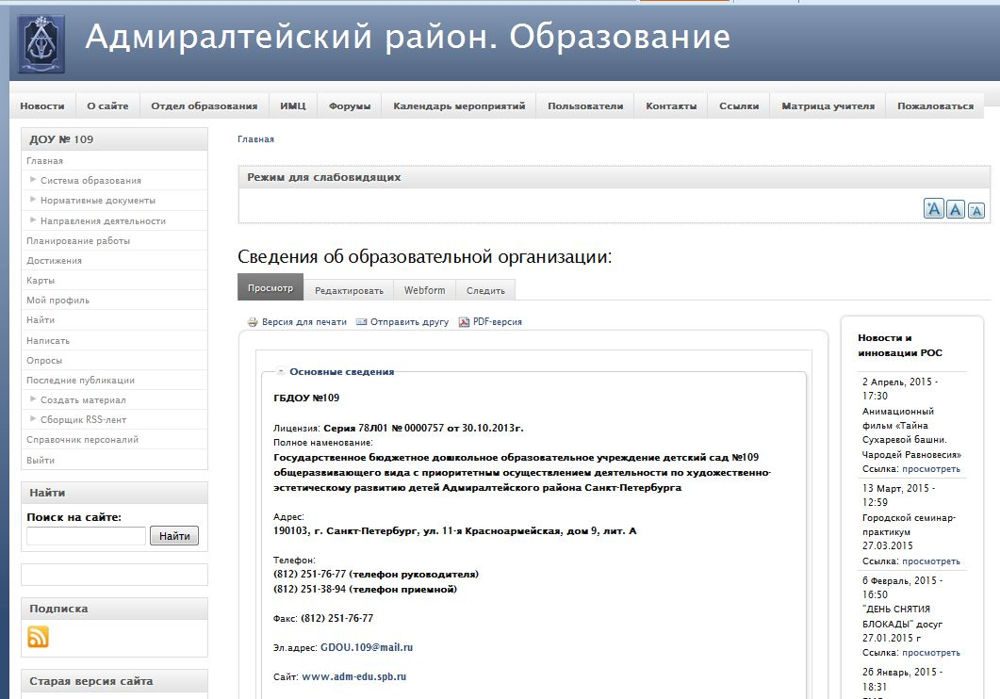 Адмиралтейский район. Образование
Новости
О сайте
Отдел образования
ИМЦ
Форумы
Календарь мероприятий
Пользователи
Контакты
Ссылки
Матрица учителя
Пожаловаться
ДОУ № 109
Главная
Система образования
Нормативные документы
Направления деятельности
Планирование работы
Достижения
Карты
Мой профиль
Найти
Написать
Опросы
Последние публикации
Создать материал
Сборщик RSS-лент
Справочник персоналий
Выйти
Найти
Поиск на сайте:
Найти
Подписка
Старая версия сайта
Главная
Режим для слабовидящих
+A A -A
Сведения об образовательной организации:
Просмотр
Редактировать
Webform
Следить
Версия для печати
Отправить другу
PDF-версия
Основные сведения
ГБДОУ №109
Лицензия: Серия 78Л01 № 0000757 от 30.10.2013г.
Полное наименование:
Государственное бюджетное дошкольное образовательное учреждение детский сад №109
общеразвивающего вида с приоритетным осуществлением деятельности по художественно-
эстетическому развитию детей Адмиралтейского района Санкт-Петербурга
Адрес:
190103, г. Санкт-Петербург, ул. 11-я Красноармейская, дом 9, лит. А
Телефон:
(812) 251-76-77 (телефон руководителя)
(812) 251-38-94 (телефон приемной)
Факс: (812) 251-76-77
Эл.адрес: GDOU.109@mail.ru
Сайт: www.adm-edu.spb.ru
Новости и
инновации РОС
2 Апрель, 2015 -
17:30
Анимационный
фильм «Тайна
Сухаревой башни.
Чародей Равновесия»
Ссылка: просмотреть
13 Март, 2015 -
12:59
Городской семинар-
практикум
27.03.2015
Ссылка: просмотреть
6 Февраль, 2015 -
16:50
"ДЕНЬ СНЯТИЯ
БЛОКАДЫ" досуг
27.01.2015 г
Ссылка: просмотреть
26 Январь, 2015 -
18:31